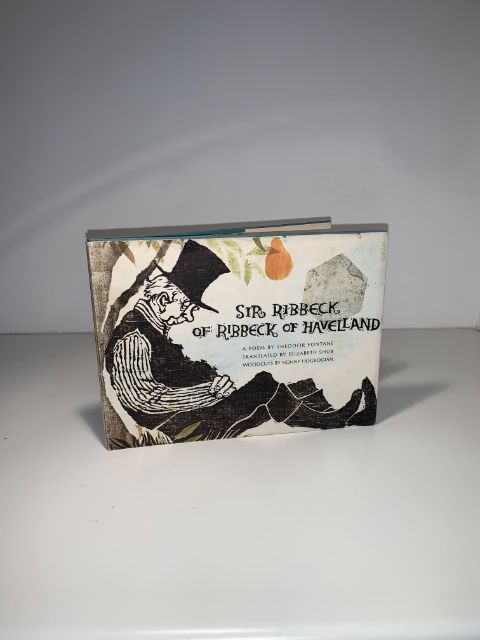 SIR RIBBECK
OF RIBBECK OF HAVELLAND
A POEM BY THEODOR FONTANE
TRANSLATED BY ELIZABETH SHUB
WOODCUTS BY NONNY HOGROGIAN